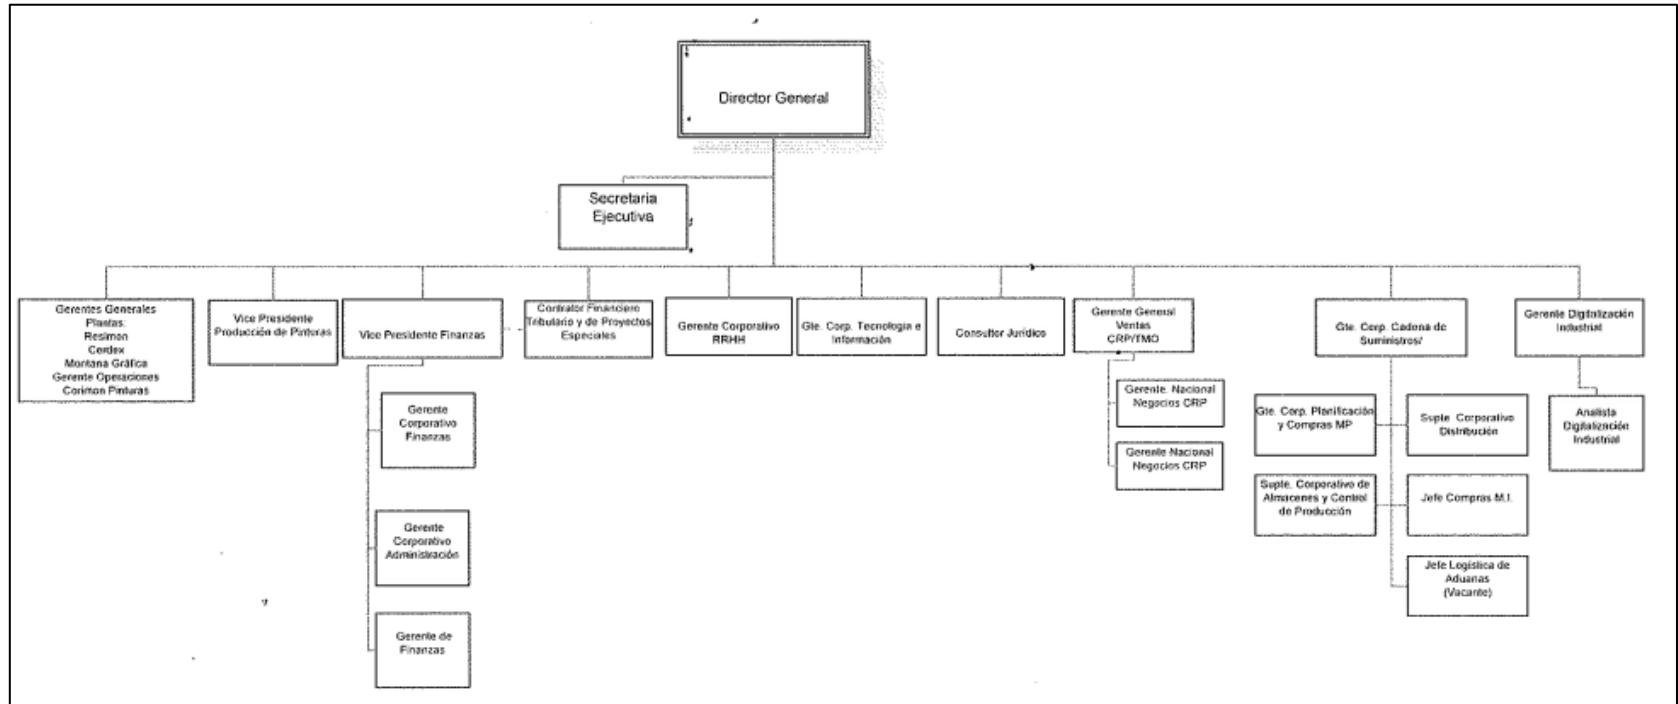 Director General
Secretaria
Ejecutiva
Gerentes Generales
Plantas:
Resimon
Cerdex
Montana Gráfica
Gerente Operaciones
Corimon Pinturas
Vice Presidente
Producción de Pinturas
Vice Presidente Finanzas
Contralor Financiero
Tributario y de Proyectos
Especiales
Gerente Corporativo
RRHH
Gte. Corp. Tecnología e
Información
Consultor Jurídico
Gerente General
Ventas
CRP/TMO
Gte. Corp. Cadena de
Suministros/
Gerente Digitalización
Industrial
Gerente
Corporativo
Finanzas
Gerente
Corporativo
Administración
Gerente de
Finanzas
Gerente. Nacional
Negocios CRP
Gerente Nacional
Negocios CRP
Gte. Corp. Planificación
y Compras MP
Supte. Corporativo
Distribución
Supte. Corporativo de
Almacenes y Control
de Producción
Jefe Compras M.I.
Jefe Logística de
Aduanas
(Vacante)
Analista
Digitalización
Industrial